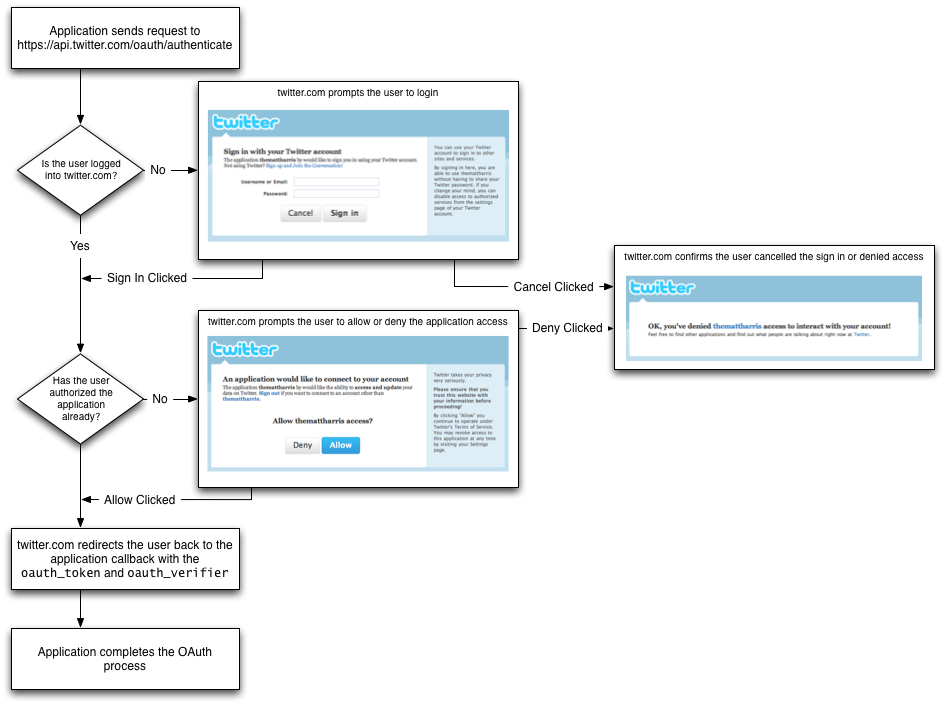 Application sends request to
https://api.twitter.com/oauth/authenticate
Is the user logged
into twitter.com?
No
Yes
twitter.com prompts the user to login
twitter
Sign in with your Twitter account
The application themattharris by would like to sign you in using your Twitter account.
Not using Twitter? Sign up and Join the Conversation!
Username or Email:
Password:
Cancel
Sign in
You can use your Twitter
account to sign in to other
sites and services.
By signing in here, you are
able to use themattharris
without having to share your
Twitter password. If you
change your mind, you can
disable access to authorized
services from the settings
page of your Twitter
account.
Sign In Clicked
Cancel Clicked
twitter.com confirms the user cancelled the sign in or denied access
twitter
OK, you've denied themattharris access to interact with your account!
Feel free to find other applications and find out what people are talking about right now at Twitter.
Has the user
authorized the
application
already?
No
twitter.com prompts the user to allow or deny the application access
twitter
An application would like to connect to your account
The application themattharris by would like the ability to access and update your
data on Twitter. Sign out if you want to connect to an account other than
themattharris.
Allow themattharris access?
Deny
Allow
Twitter takes your privacy
very seriously.
Please ensure that you
trust this website with
your information before
proceeding!
By clicking "Allow" you
continue to operate under
Twitter's Terms of Service.
You may revoke access to
this application at any time
by visiting your Settings
page.
Deny Clicked
Allow Clicked
twitter.com redirects the user back to the
application callback with the
oauth_token and oauth_verifier
Application completes the OAuth
process